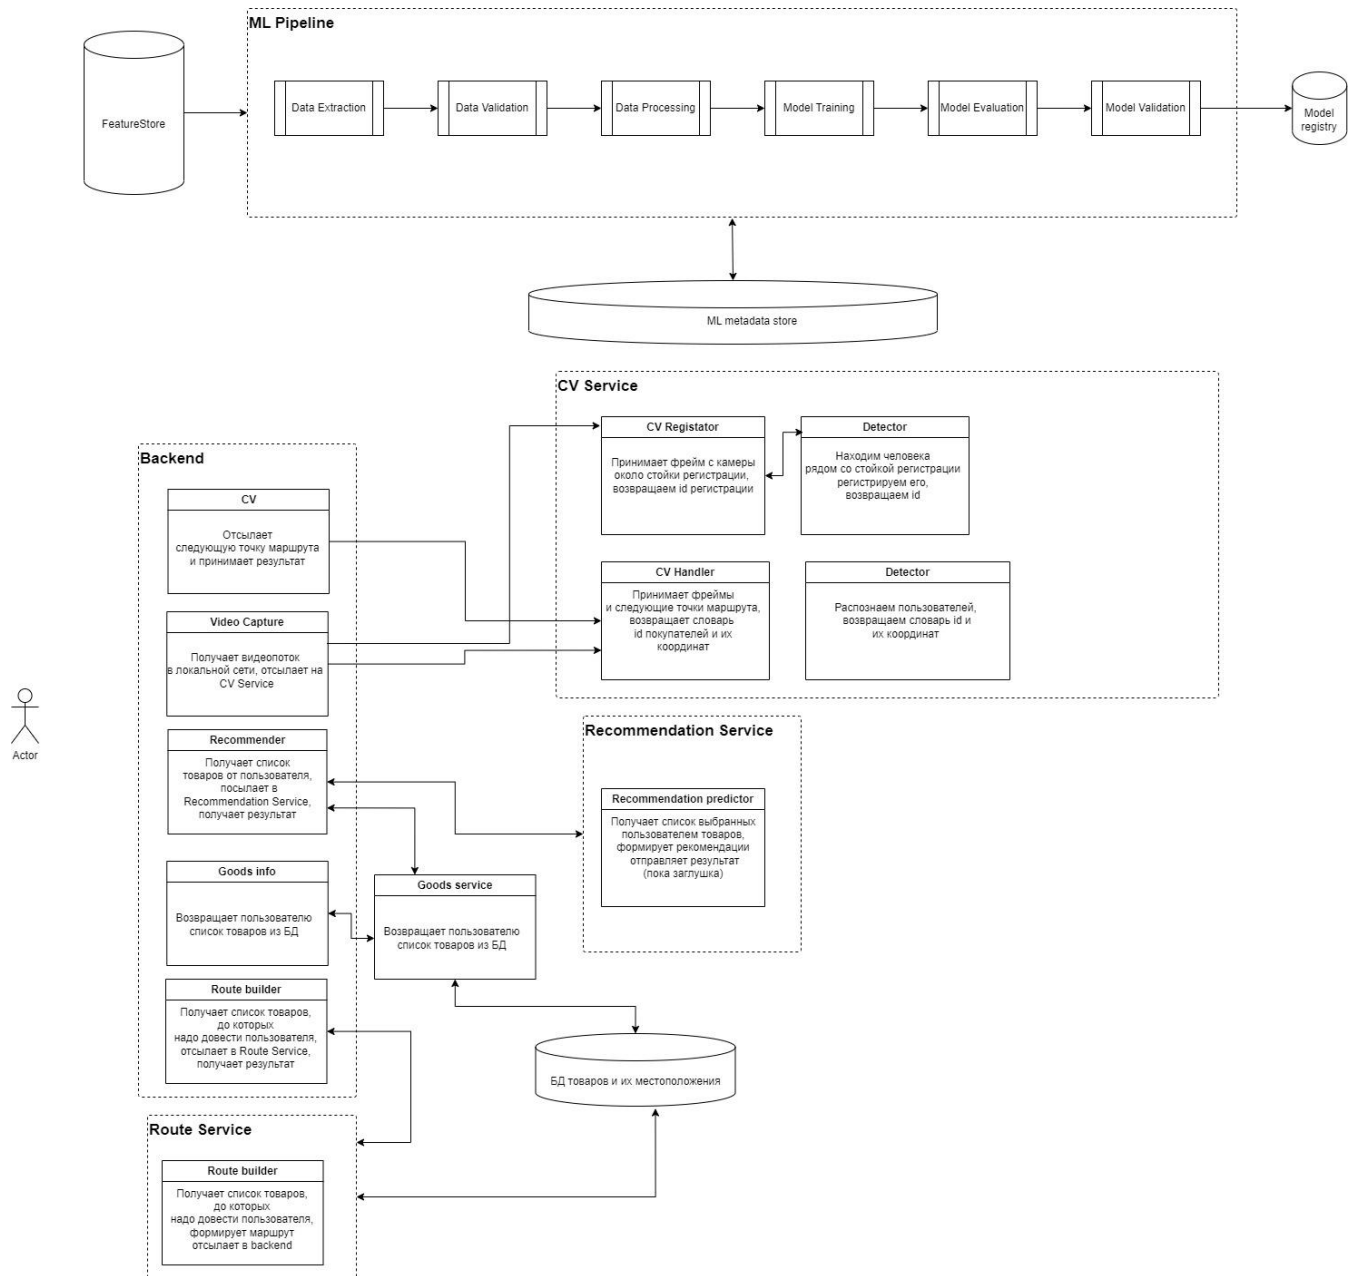 ML Pipeline
FeatureStore
Data Extraction
Data Validation
Data Processing
Model Training
Model Evaluation
Model Validation
Model
registry
ML metadata store
CV Service
CV Registator
Принимает фрейм с камеры
около стойки регистрации,
возвращаем id регистрации
Detector
Находим человека
рядом со стойкой регистрации
регистрируем его,
возвращаем id
CV Handler
Принимает фреймы
и следующие точки маршрута,
возвращает словарь
id покупателей и их
координат
Detector
Распознаем пользователей,
возвращаем словарь id и
их координат
Backend
CV
Отсылает
следующую точку маршрута
и принимает результат
Video Capture
Получает видеопоток
в локальной сети, отсылает на
CV Service
Recommender
Получает список
товаров от пользователя,
посылает в
Recommendation Service,
получает результат
Goods info
Возвращает пользователю
список товаров из БД
Route builder
Получает список товаров,
до которых
надо довести пользователя,
отсылает в Route Service,
получает результат
Actor
Recommendation Service
Recommendation predictor
Получает список выбранных
пользователем товаров,
формирует рекомендации
отправляет результат
(пока заглушка)
Goods service
Возвращает пользователю
список товаров из БД
БД товаров и их местоположения
Route Service
Route builder
Получает список товаров,
до которых
надо довести пользователя,
формирует маршрут
отсылает в backend